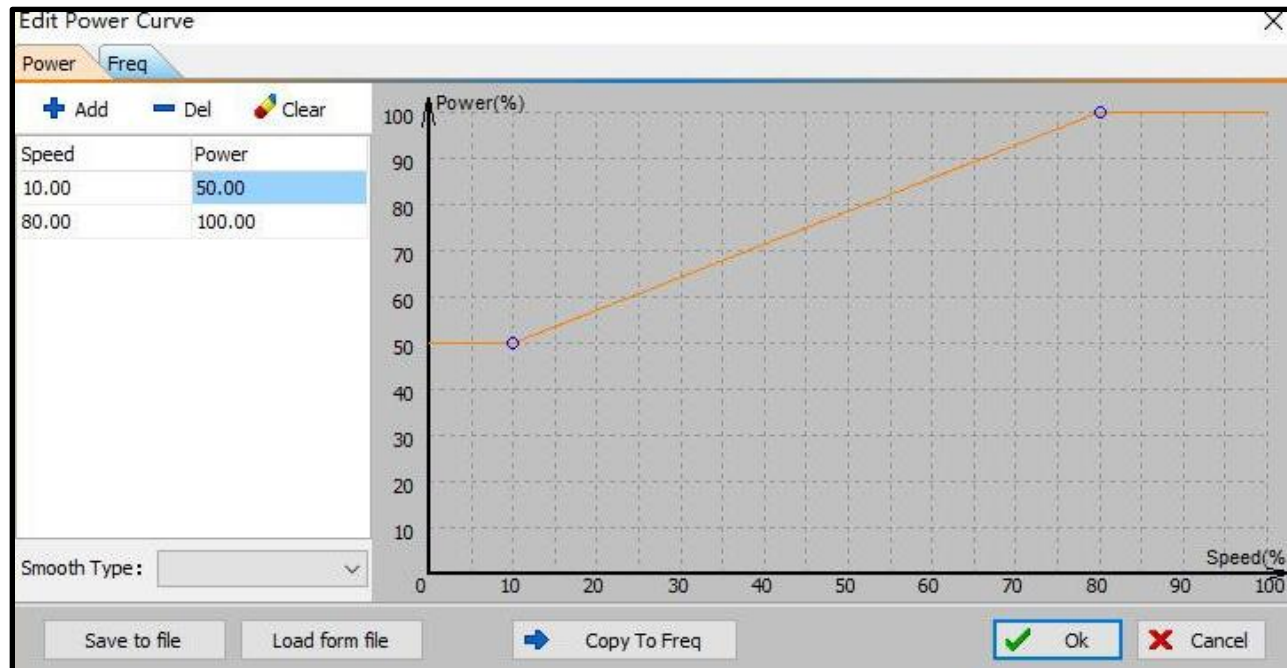 Edit Power Curve
Power Freq
Add Del Clear
Speed Power
10.00 50.00
80.00 100.00
Smooth Type:
Power(%)
100
90
80
70
60
50
40
30
20
10
Speed(%
0 10 20 30 40 50 60 70 80 90 100
Save to file Load form file Copy To Freq Ok Cancel